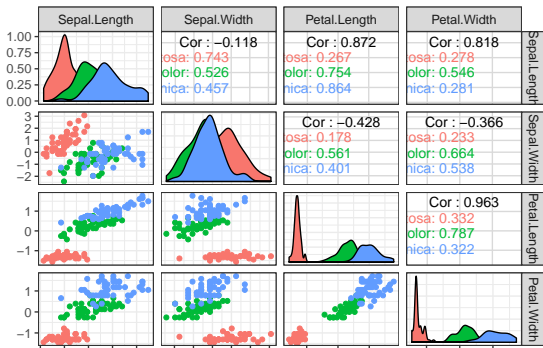 Sepal.Length Sepal.Width Petal.Length Petal.Width
1.00
0.75
0.50
0.25
0.00
Cor : −0.118
osa: 0.743
olor: 0.526
nica: 0.457
Cor : 0.872
osa: 0.267
olor: 0.754
nica: 0.864
Cor : 0.818
osa: 0.278
olor: 0.546
nica: 0.281
Sepal.Length
3
2
1
0
−1
−2
Cor : −0.428
osa: 0.178
olor: 0.561
nica: 0.401
Cor : −0.366
osa: 0.233
olor: 0.664
nica: 0.538
Sepal.Width
1
0
−1
Cor : 0.963
osa: 0.332
olor: 0.787
nica: 0.322
Petal.Length
1
0
−1
Petal.Width